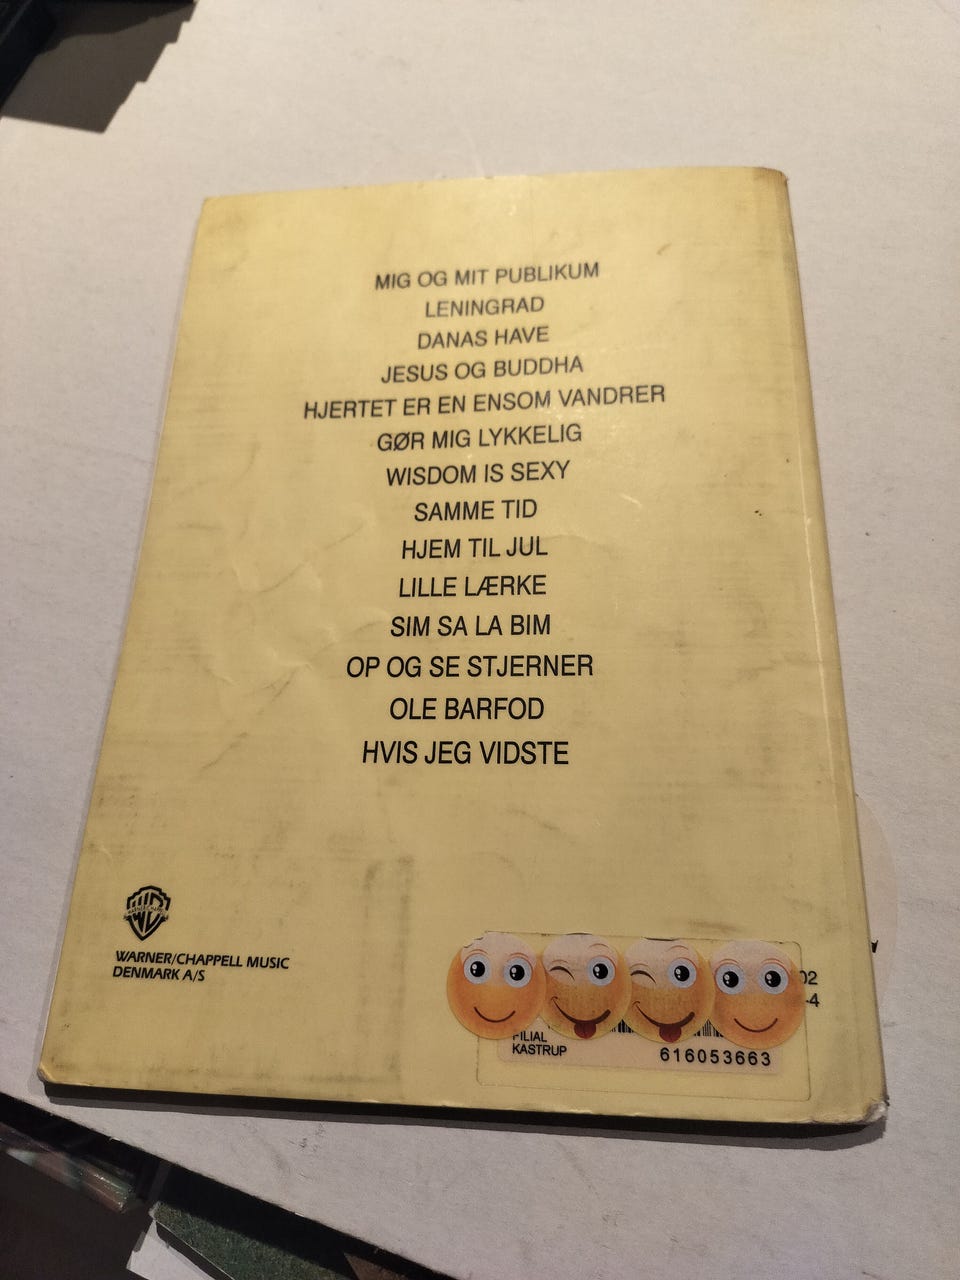 MIG OG MIT PUBLIKUM
LENINGRAD
DANAS HAVE
JESUS OG BUDDHA
HJERTET ER EN ENSOM VANDRER
GØR MIG LYKKELIG
WISDOM IS SEXY
SAMME TID
HJEM TIL JUL
LILLE LÆRKE
SIM SA LA BIM
OP OG SE STJERNER
OLE BARFOD
HVIS JEG VIDSTE
WARNER/CHAPPELL MUSIC
DENMARK A/S
02
-4
FILIAL
KASTRUP
616053663